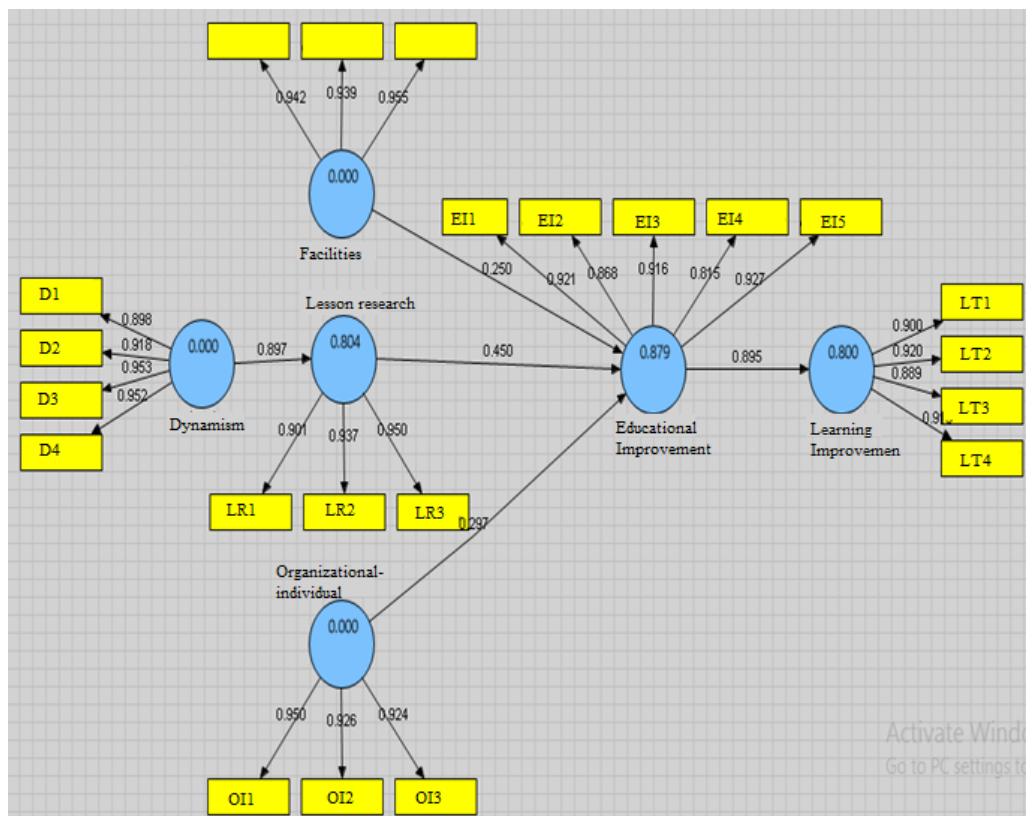 0.942
0.939
0.955
0.000
Facilities
EI1
EI2
EI3
EI4
EI5
0.250
0.921
0.868
0.916
0.815
0.927
D1
D2
D3
D4
0.898
0.918
0.953
0.952
0.000
Dynamism
0.897
Lesson research
0.804
0.450
0.901
0.937
0.950
LR1
LR2
LR3
0.879
Educational
Improvement
0.895
0.800
Learning
Improvemen
0.900
0.920
0.889
LT1
LT2
LT3
LT4
Organizational-
individual
0.297
0.000
0.950
0.926
0.924
OI1
OI2
OI3
Activate Windo
Go to PC settings to